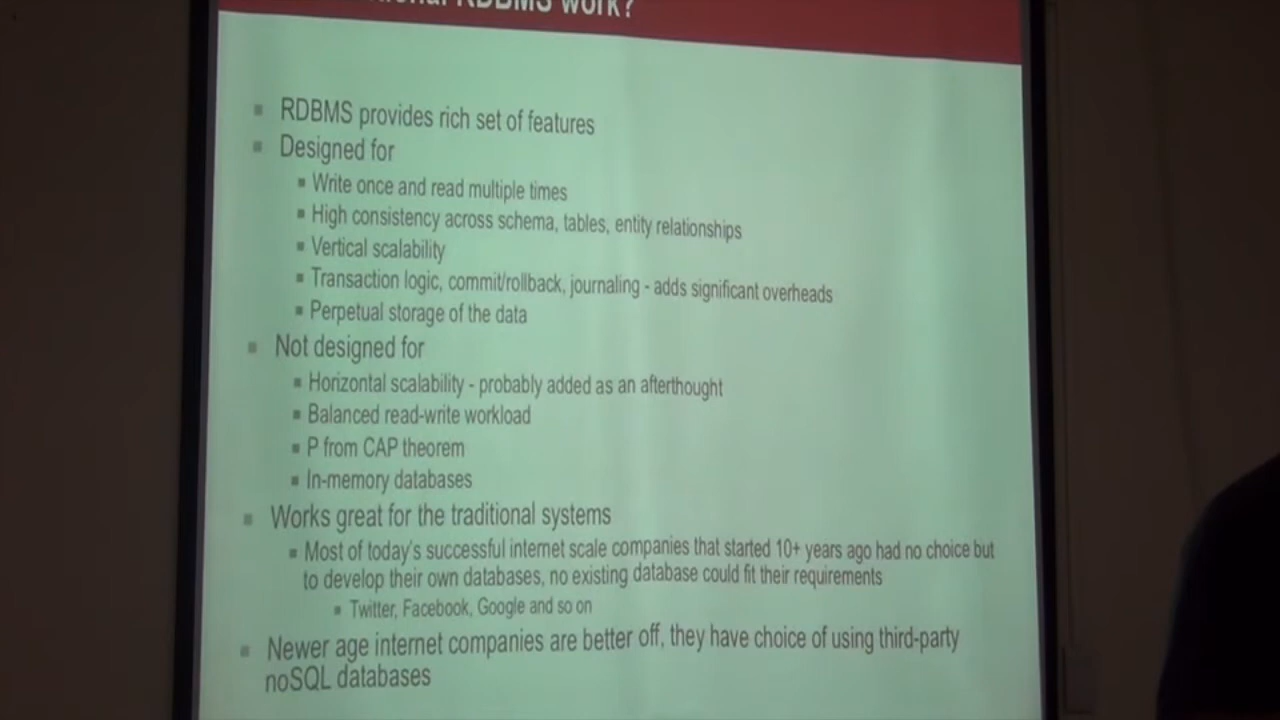 RDBMS work?
RDBMS provides rich set of features
Designed for
Write once and read multiple times
High consistency across schema, tables, entity relationships
Vertical scalability
Transaction logic, commit/rollback, journaling - adds significant overheads
Perpetual storage of the data
Not designed for
Horizontal scalability - probably added as an afterthought
Balanced read-write workload
P from CAP theorem
In-memory databases
Works great for the traditional systems
Most of today's successful internet scale companies that started 10+ years ago had no choice but
to develop their own databases, no existing database could fit their requirements
Twitter, Facebook, Google and so on
Newer age internet companies are better off, they have choice of using third-party
noSQL databases